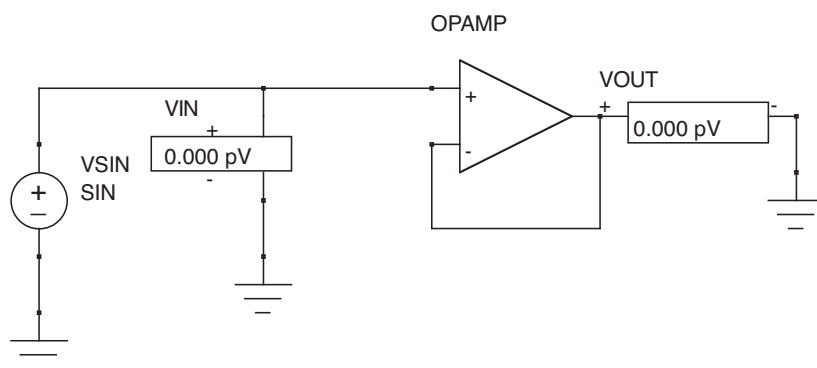 OPAMP
VOUT
+
-
0.000 pV
VIN
+
0.000 pV
-
VSIN
SIN
+
-
+
−